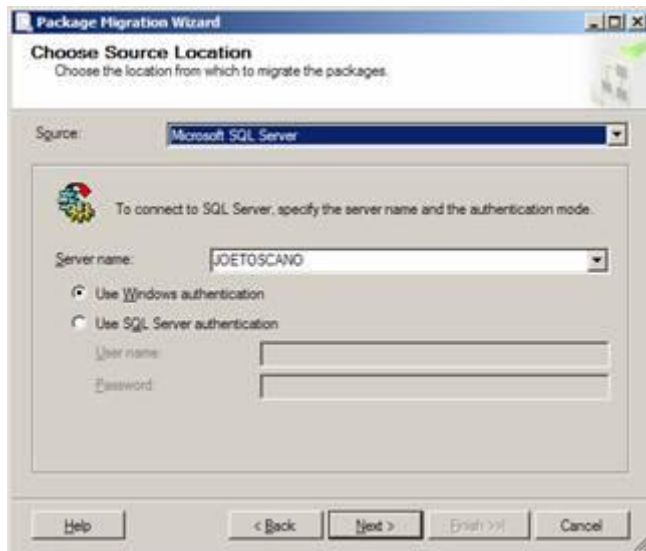 Package Migration Wizard
Choose Source Location
Choose the location from which to migrate the packages.
Source: Microsoft SQL Server
To connect to SQL Server, specify the server name and the authentication mode.
Server name: JOETOSCANO
Use Windows authentication
Use SQL Server authentication
User name:
Password:
Help < Back Next > Finish >>| Cancel